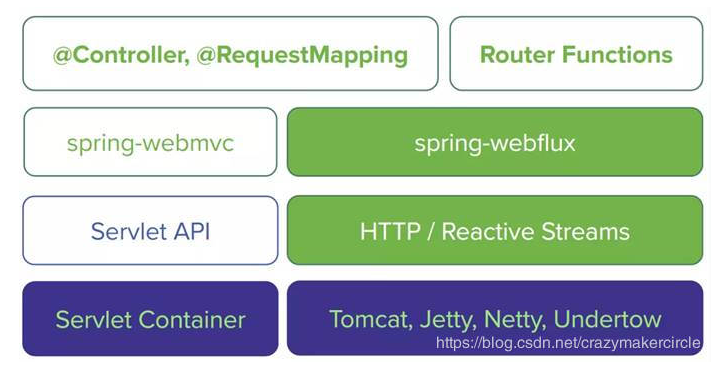 @Controller, @RequestMapping
Router Functions
spring-webmvc
spring-webflux
Servlet API
HTTP / Reactive Streams
Servlet Container
Tomcat, Jetty, Netty, Undertow
https://blog.csdn.net/crazymakercircle